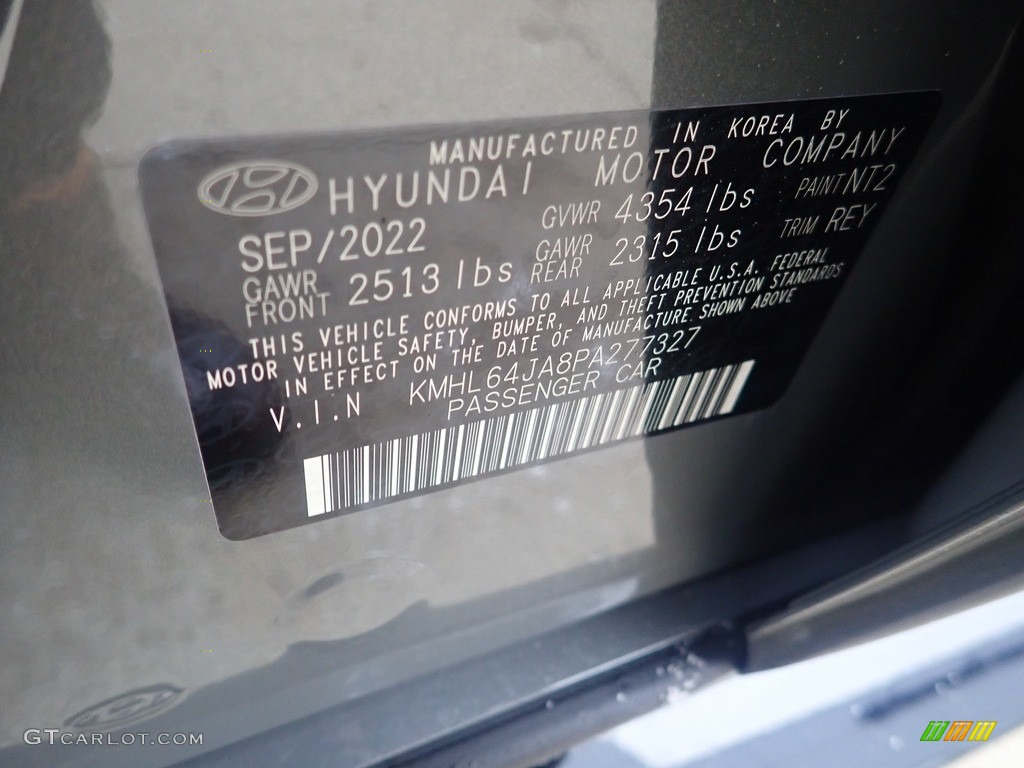 MANUFACTURED IN KOREA BY
HYUNDAI MOTOR COMPANY
SEP/2022 GVWR 4354 lbs PAINT NT2
GAWR FRONT 2513 lbs GAWR REAR 2315 lbs TRIM REY
THIS VEHICLE CONFORMS TO ALL APPLICABLE U.S.A. FEDERAL
MOTOR VEHICLE SAFETY, BUMPER, AND THEFT PREVENTION STANDARDS
IN EFFECT ON THE DATE OF MANUFACTURE SHOWN ABOVE
V.I.N KMHL64JA8PA277327
PASSENGER CAR
GTCARLOT.COM